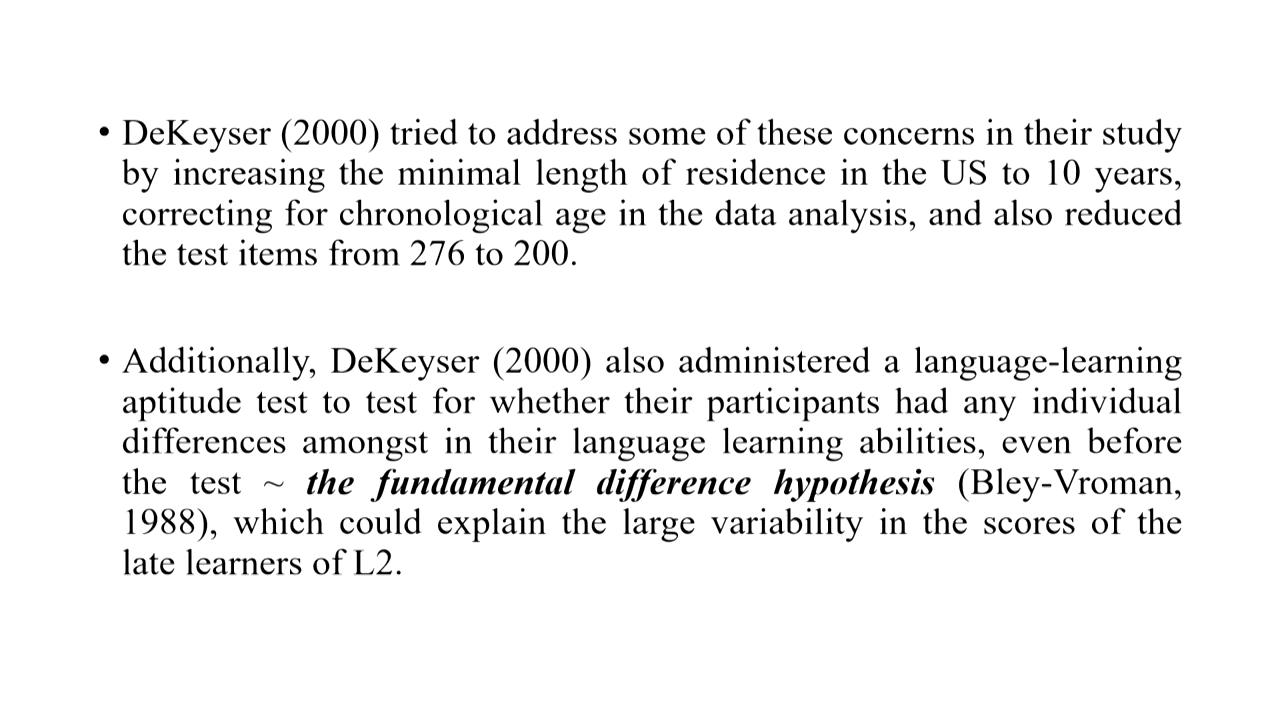 • DeKeyser (2000) tried to address some of these concerns in their study
by increasing the minimal length of residence in the US to 10 years,
correcting for chronological age in the data analysis, and also reduced
the test items from 276 to 200.
• Additionally, DeKeyser (2000) also administered a language-learning
aptitude test to test for whether their participants had any individual
differences amongst in their language learning abilities, even before
the test ~ the fundamental difference hypothesis (Bley-Vroman,
1988), which could explain the large variability in the scores of the
late learners of L2.